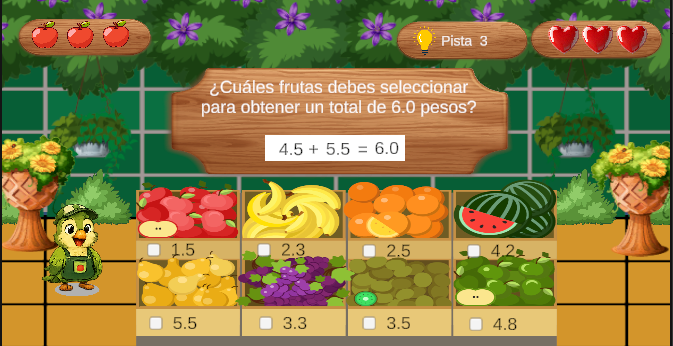 Pista 3
¿Cuáles frutas debes seleccionar
para obtener un total de 6.0 pesos?
4.5 + 5.5 = 6.0
1.5 2.3 2.5 4.2
5.5 3.3 3.5 4.8